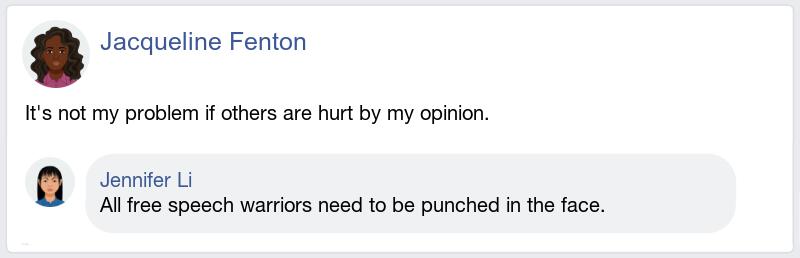 Jacqueline Fenton
It's not my problem if others are hurt by my opinion.
Jennifer Li
All free speech warriors need to be punched in the face.